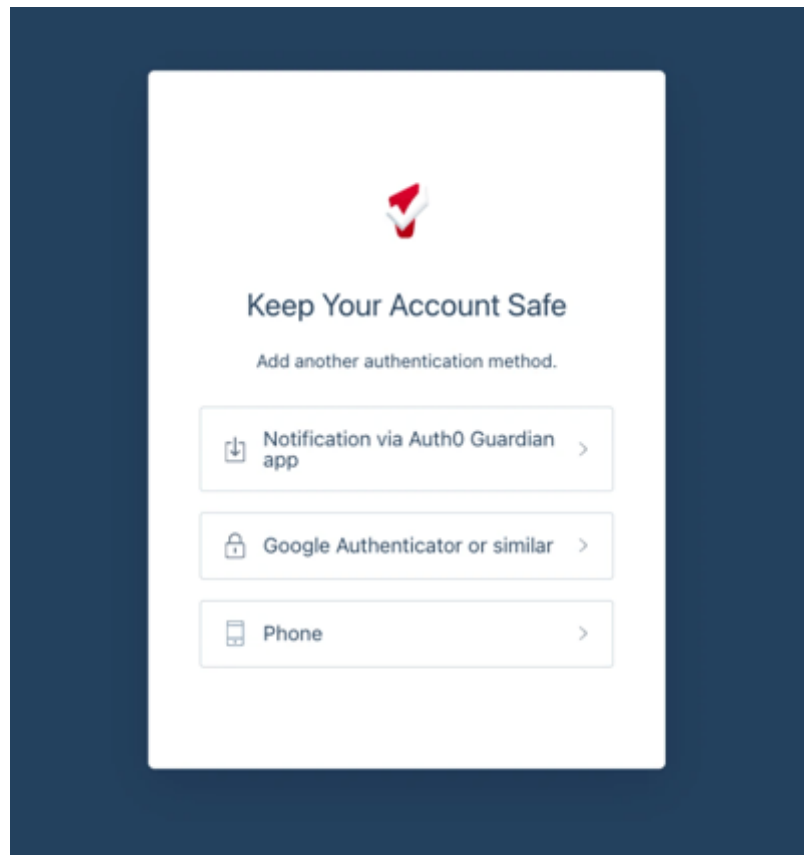 Keep Your Account Safe
Add another authentication method.
Notification via Auth0 Guardian
app
Google Authenticator or similar
Phone